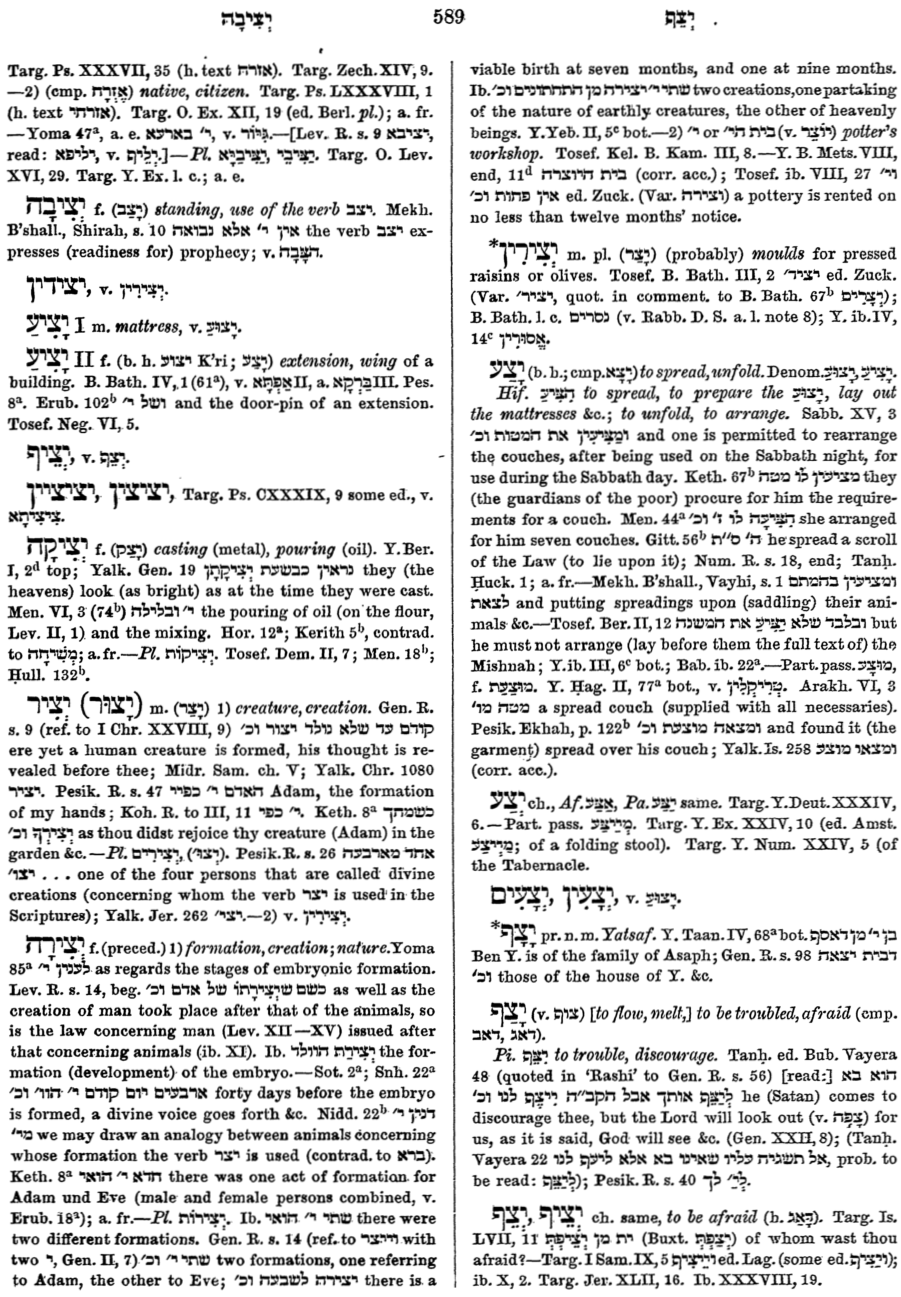 יְצִיבָה
589
יְצֵף
Targ. Ps. XXXVII, 35 (h. text אזרח). Targ. Zech. XIV, 9.
—2) (cmp. אֶזְרָח) native, citizen. Targ. Ps. LXXXVIII, 1
(h. text אזרחי). Targ. O. Ex. XII, 19 (ed. Berl. pl.); a. fr.
—Yoma 47ᵃ, a. e. י׳ בארעא, v. גִּיּוֹר.—[Lev. R. s. 9 יציבא,
read: יליפא, v. יַלִּיף.]—Pl. יַצִּיבֵי, יַצִּיבַיָּא. Targ. O. Lev.
XVI, 29. Targ. Y. Ex. l. c.; a. e.
יְצִיבָה f. (יָצַב) standing, use of the verb יצב. Mekh.
B'shall., Shirah, s. 10 אין י׳ אלא נבואה the verb יצב ex-
presses (readiness for) prophecy; v. הַצָּבָה.
יצידין, v. יְצִירִין.
יָצִיעַ I m. mattress, v. יָצוּעַ.
יָצִיעַ II f. (b. h. יצוע K'ri; יָצַע) extension, wing of a
building. B. Bath. IV, 1 (61ᵃ), v. אַפְתָּא II, a. בַּרְקָא III. Pes.
8ᵃ. Erub. 102ᵇ ושל י׳ and the door-pin of an extension.
Tosef. Neg. VI, 5.
יְצֵיף, v. יְצֵף.
יציצין, יציצויין, Targ. Ps. CXXXIX, 9 some ed., v.
צִיצִיתָא.
יְצִיקָה f. (יָצַק) casting (metal), pouring (oil). Y. Ber.
I, 2ᵈ top; Yalk. Gen. 19 נראין כבשעת יְצִיקָתָן they (the
heavens) look (as bright) as at the time they were cast.
Men. VI, 3 (74ᵇ) י׳ ובלילה the pouring of oil (on the flour,
Lev. II, 1) and the mixing. Hor. 12ᵃ; Kerith 5ᵇ, contrad.
to מְשִׁיחָה; a. fr.—Pl. יְצִיקוֹת. Tosef. Dem. II, 7; Men. 18ᵇ;
Ḥull. 132ᵇ.
יָצִיר (יָצוּר) m. (יָצַר) 1) creature, creation. Gen. R.
s. 9 (ref. to I Chr. XXVIII, 9) קודם עד שלא נולד יצור וכ׳
ere yet a human creature is formed, his thought is re-
vealed before thee; Midr. Sam. ch. V; Yalk. Chr. 1080
יציר. Pesik. R. s. 47 האדם י׳ כפיי Adam, the formation
of my hands; Koh. R. to III, 11 י׳ כפי. Keth. 8ᵃ כשמחך
יְצִירְךָ וכ׳ as thou didst rejoice thy creature (Adam) in the
garden &c.—Pl. יְצִירִים, (יְצוּ׳). Pesik. R. s. 26 אחד מארבעה
יצו׳ . . . one of the four persons that are called divine
creations (concerning whom the verb יצר is used in the
Scriptures); Yalk. Jer. 262 יצי׳.—2) v. יְצִירִין.
יְצִירָה f. (preced.) 1) formation, creation; nature. Yoma
85ᵃ לענין י׳ as regards the stages of embryonic formation.
Lev. R. s. 14, beg. כשם שיְצִירָתוֹ של אדם וכ׳ as well as the
creation of man took place after that of the animals, so
is the law concerning man (Lev. XII—XV) issued after
that concerning animals (ib. XI). Ib. יְצִירַת הוולד the for-
mation (development) of the embryo.—Sot. 2ᵃ; Snh. 22ᵃ
ארבעים יום קודם י׳ הוו׳ וכ׳ forty days before the embryo
is formed, a divine voice goes forth &c. Nidd. 22ᵇ דנין י׳
מי׳ we may draw an analogy between animals concerning
whose formation the verb יצר is used (contrad. to ברא).
Keth. 8ᵃ חדא י׳ הואי there was one act of formation for
Adam und Eve (male and female persons combined, v.
Erub. 18ᵃ); a. fr.—Pl. יְצִירוֹת. Ib. שתי י׳ הואי there were
two different formations. Gen. R. s. 14 (ref. to וייצר with
two י, Gen. II, 7) שתי י׳ וכ׳ two formations, one referring
to Adam, the other to Eve; יצירה לשבעה וכ׳ there is a
viable birth at seven months, and one at nine months.
Ib. שתי י׳ יצירה מן התחתונים וכ׳ two creations, one partaking
of the nature of earthly creatures, the other of heavenly
beings. Y. Yeb. II, 5ᶜ bot.—2) י׳ or בית הי׳ (v. יוֹצֵר) potter's
workshop. Tosef. Kel. B. Kam. III, 8.—Y. B. Mets. VIII,
end, 11ᵈ בית היוצרה (corr. acc.); Tosef. ib. VIII, 27 וי׳
אין פחות וכ׳ ed. Zuck. (Var. וצירה) a pottery is rented on
no less than twelve months' notice.
*יְצִירִין m. pl. (יָצַר) (probably) moulds for pressed
raisins or olives. Tosef. B. Bath. III, 2 יציד׳ ed. Zuck.
(Var. יציר׳, quot. in comment. to B. Bath. 67ᵇ יְצָרִים);
B. Bath. l. c. נסרים (v. Rabb. D. S. a. l. note 8); Y. ib. IV,
14ᶜ אֲסוּרִין.
יָצַע (b. h.; cmp. יָצָא) to spread, unfold. Denom. יָצוּעַ, יָצִיעַ.
Hif. הִצִּיעַ to spread, to prepare the יָצוּעַ, lay out
the mattresses &c.; to unfold, to arrange. Sabb. XV, 3
ומַצִּיעִין את המטות וכ׳ and one is permitted to rearrange
the couches, after being used on the Sabbath night, for
use during the Sabbath day. Keth. 67ᵇ מציעין לו מטה they
(the guardians of the poor) procure for him the require-
ments for a couch. Men. 44ᵃ הִצִּיעָה לו ז׳ וכ׳ she arranged
for him seven couches. Gitt. 56ᵇ ה׳ ס״ת he spread a scroll
of the Law (to lie upon it); Num. R. s. 18, end; Tanḥ.
Ḥuck. 1; a. fr.—Mekh. B'shall., Vayhi, s. 1 ומציעין בהמתם
לצאת and putting spreadings upon (saddling) their ani-
mals &c.—Tosef. Ber. II, 12 ובלבד שלא יַצִּיעַ את המשנה but
he must not arrange (lay before them the full text of) the
Mishnah; Y. ib. III, 6ᶜ bot.; Bab. ib. 22ᵃ.—Part. pass. מוּצָע,
f. מוּצַעַת. Y. Ḥag. II, 77ᵃ bot., v. טְרִיקְלִין. Arakh. VI, 3
מטה מו׳ a spread couch (supplied with all necessaries).
Pesik. Ekhah, p. 122ᵇ ומצאה מוצעת וכ׳ and found it (the
garment) spread over his couch; Yalk. Is. 258 ומצאו מוצע
(corr. acc.).
יְצַע ch., Af. אַצַּע, Pa. יַצַּע same. Targ. Y. Deut. XXXIV,
6.—Part. pass. מְיַיצַּע. Targ. Y. Ex. XXIV, 10 (ed. Amst.
מַיְיצַע; of a folding stool). Targ. Y. Num. XXIV, 5 (of
the Tabernacle.
יְצָעִין, יְצָעִים, v. יָצוּעַ.
*יָצָף pr. n. m. Yatsaf. Y. Taan. IV, 68ᵃ bot. בן י׳ מן דאסף
Ben Y. is of the family of Asaph; Gen. R. s. 98 דבית יצאה
וכ׳ those of the house of Y. &c.
יָצַף (v. צוּף) [to flow, melt,] to be troubled, afraid (cmp.
דאג, דאב).
Pi. יִצֵּף to trouble, discourage. Tanḥ. ed. Bub. Vayera
48 (quoted in 'Rashi' to Gen. R. s. 56) [read:] הוא בא
לְיַצֵּף אותך אבל הקב״ה יִיצֶף לנו וכ׳ he (Satan) comes to
discourage thee, but the Lord will look out (v. צָפָה) for
us, as it is said, God will see &c. (Gen. XXII, 8); (Tanḥ.
Vayera 22 אל תשגיח עליו שאינו בא אלא ליעף לנו, prob. to
be read: לְיַצֵּף); Pesik. R. s. 40 לְי׳ לך.
יְצֵיף, יְצֵף ch. same, to be afraid (h. דָּאַג). Targ. Is.
LVII, 11 ית מן יְצֵיפְתְּ (Buxt. יְצֵפְתְּ) of whom wast thou
afraid?—Targ. I Sam. IX, 5 וִיֵיצֵיף ed. Lag. (some ed. וְיֵצִיף);
ib. X, 2. Targ. Jer. XLII, 16. Ib. XXXVIII, 19.